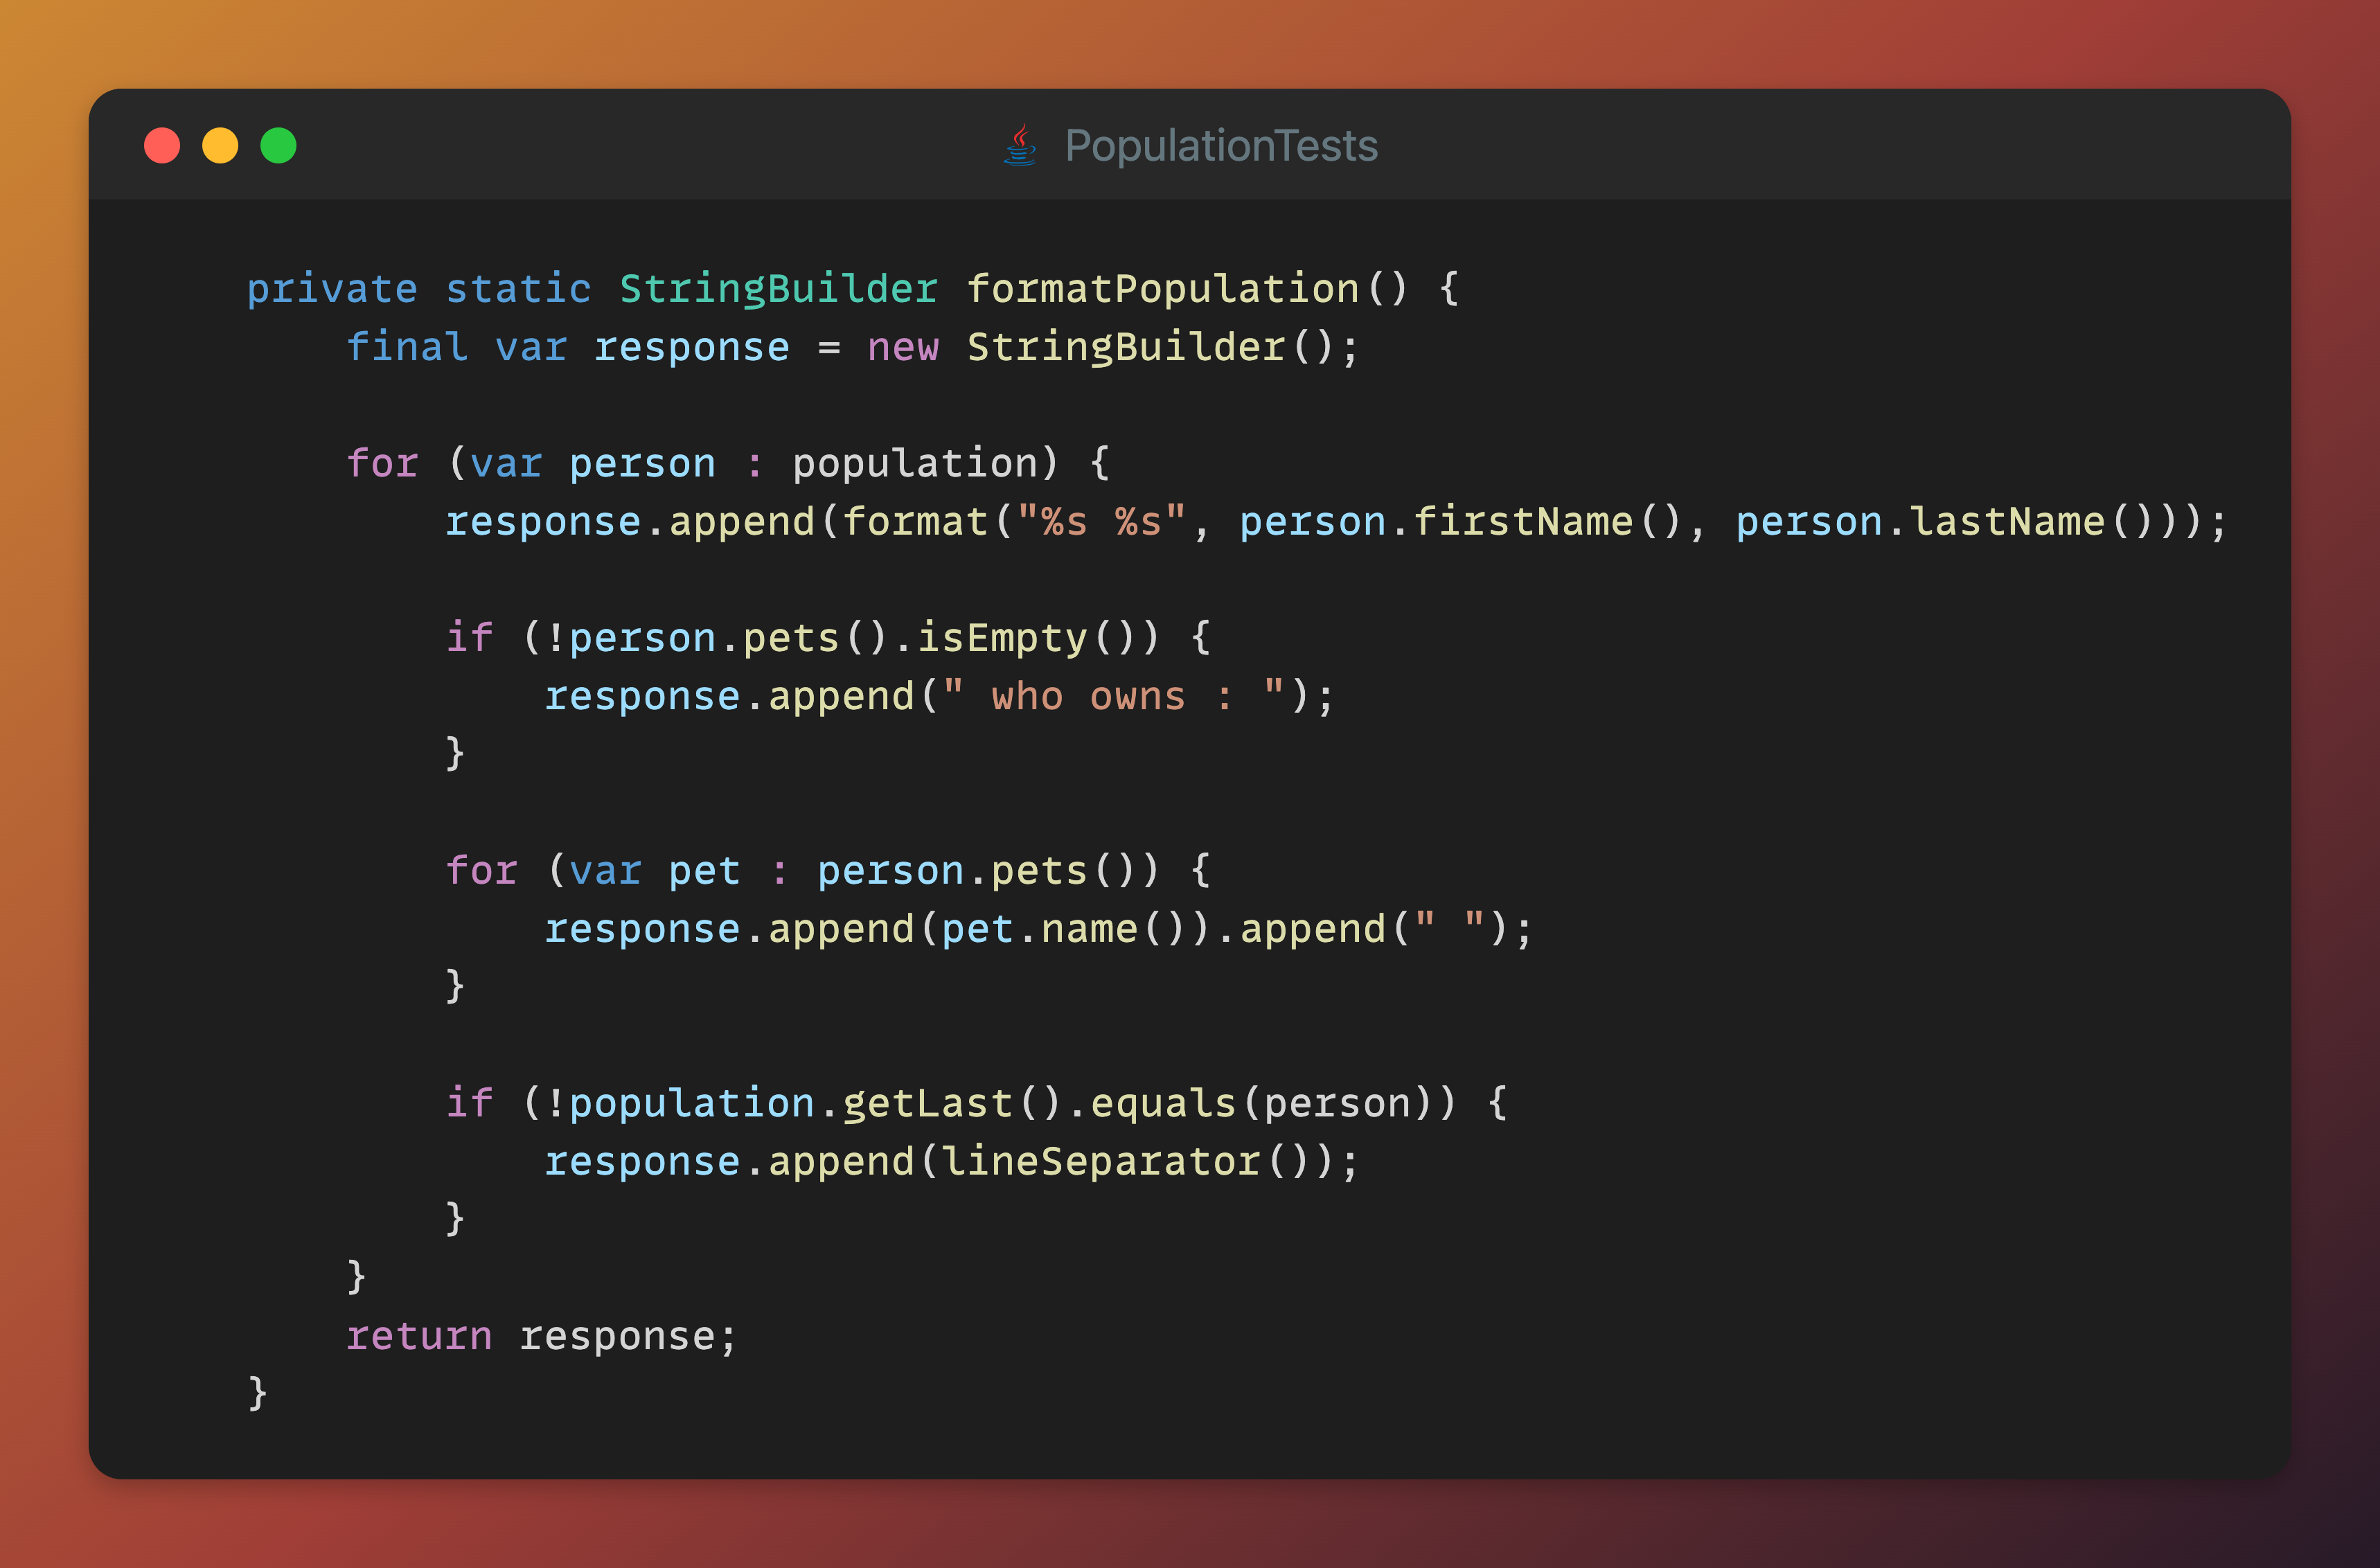 PopulationTests
private static StringBuilder formatPopulation() {
    final var response = new StringBuilder();

    for (var person : population) {
        response.append(format("%s %s", person.firstName(), person.lastName()));

        if (!person.pets().isEmpty()) {
            response.append(" who owns : ");
        }

        for (var pet : person.pets()) {
            response.append(pet.name()).append(" ");
        }

        if (!population.getLast().equals(person)) {
            response.append(lineSeparator());
        }
    }
    return response;
}